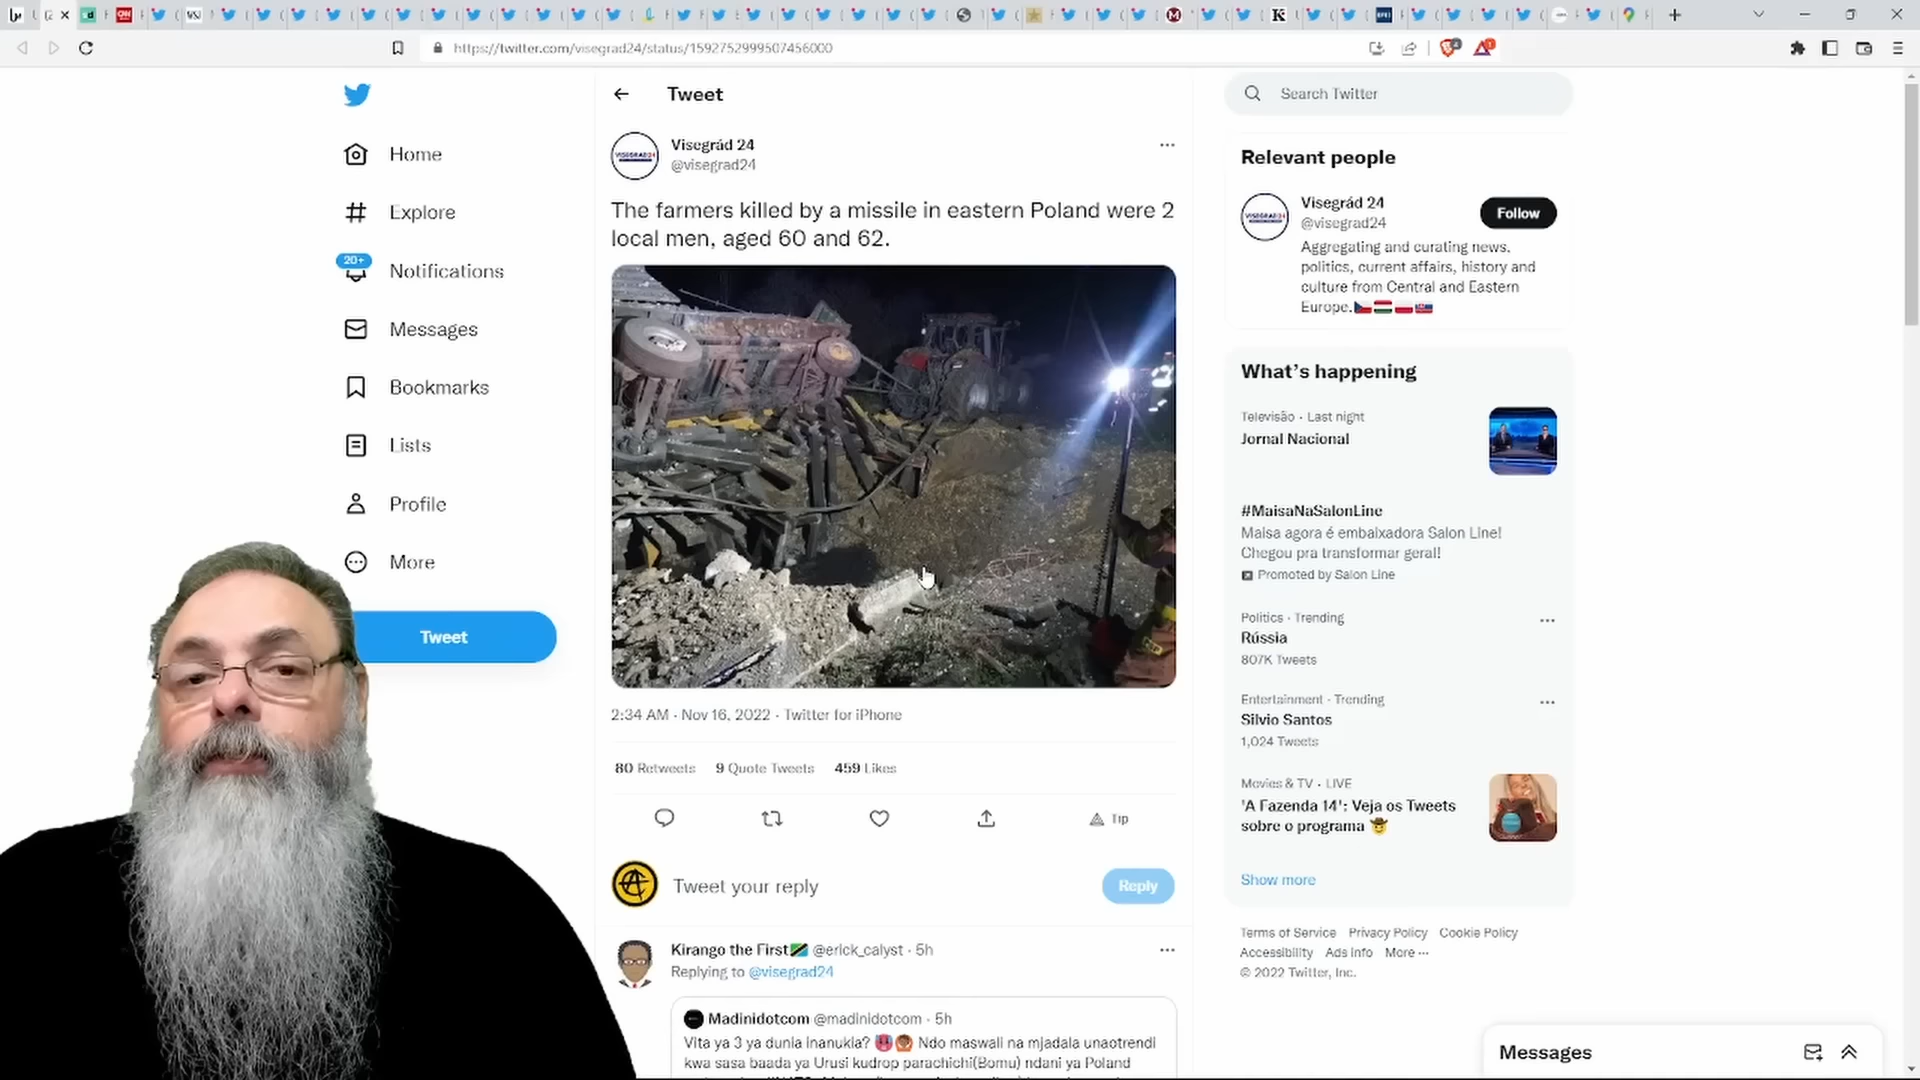 https://twitter.com/visegrad24/status/1592752999507456000
Tweet
Search Twitter
Home
Explore
20+
Notifications
Messages
Bookmarks
Lists
Profile
More
Tweet
Visegrád 24
@visegrad24
The farmers killed by a missile in eastern Poland were 2
local men, aged 60 and 62.
2:34 AM · Nov 16, 2022 · Twitter for iPhone
80 Retweets 9 Quote Tweets 459 Likes
Tip
Tweet your reply
Reply
Kirango the First @erick_calyst · 5h
Replying to @visegrad24
Madinidotcom @madinidotcom · 5h
Vita ya 3 ya dunia inanukia? Ndo maswali na mjadala unaotrendi
kwa sasa baada ya Urusi kudrop parachichi(Bomu) ndani ya Poland
Relevant people
Visegrád 24
@visegrad24
Follow
Aggregating and curating news,
politics, current affairs, history and
culture from Central and Eastern
Europe.
What's happening
Televisão · Last night
Jornal Nacional
#MaisaNaSalonLine
Maisa agora é embaixadora Salon Line!
Chegou pra transformar geral!
Promoted by Salon Line
Politics · Trending
Rússia
807K Tweets
Entertainment · Trending
Silvio Santos
1,024 Tweets
Movies & TV · LIVE
'A Fazenda 14': Veja os Tweets
sobre o programa
Show more
Terms of Service Privacy Policy Cookie Policy
Accessibility Ads info More
© 2022 Twitter, Inc.
Messages